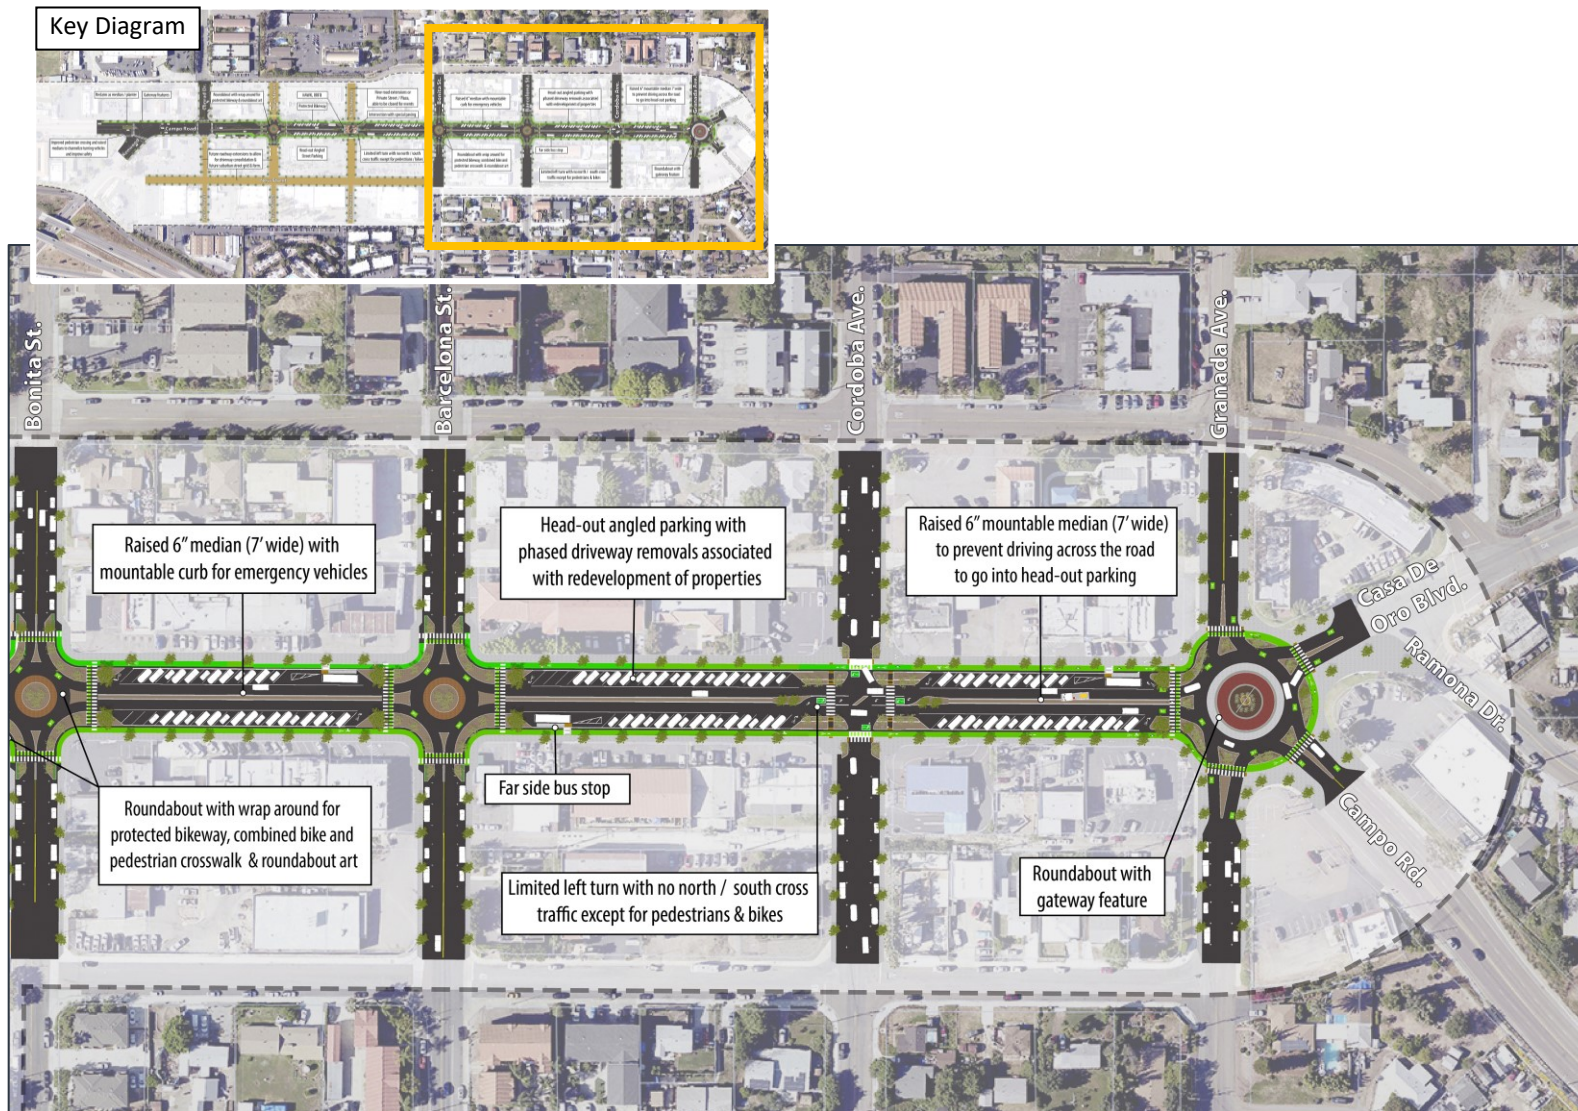 Key Diagram
Campo Road
Bonita St.
Barcelona St.
Cordoba Ave.
Granada Ave.
Raised 6" median (7' wide) with
mountable curb for emergency vehicles
Head-out angled parking with
phased driveway removals associated
with redevelopment of properties
Raised 6" mountable median (7' wide)
to prevent driving across the road
to go into head-out parking
Casa De
Oro Blvd.
Ramona Dr.
Campo Rd.
Far side bus stop
Roundabout with wrap around for
protected bikeway, combined bike and
pedestrian crosswalk & roundabout art
Limited left turn with no north / south cross
traffic except for pedestrians & bikes
Roundabout with
gateway feature